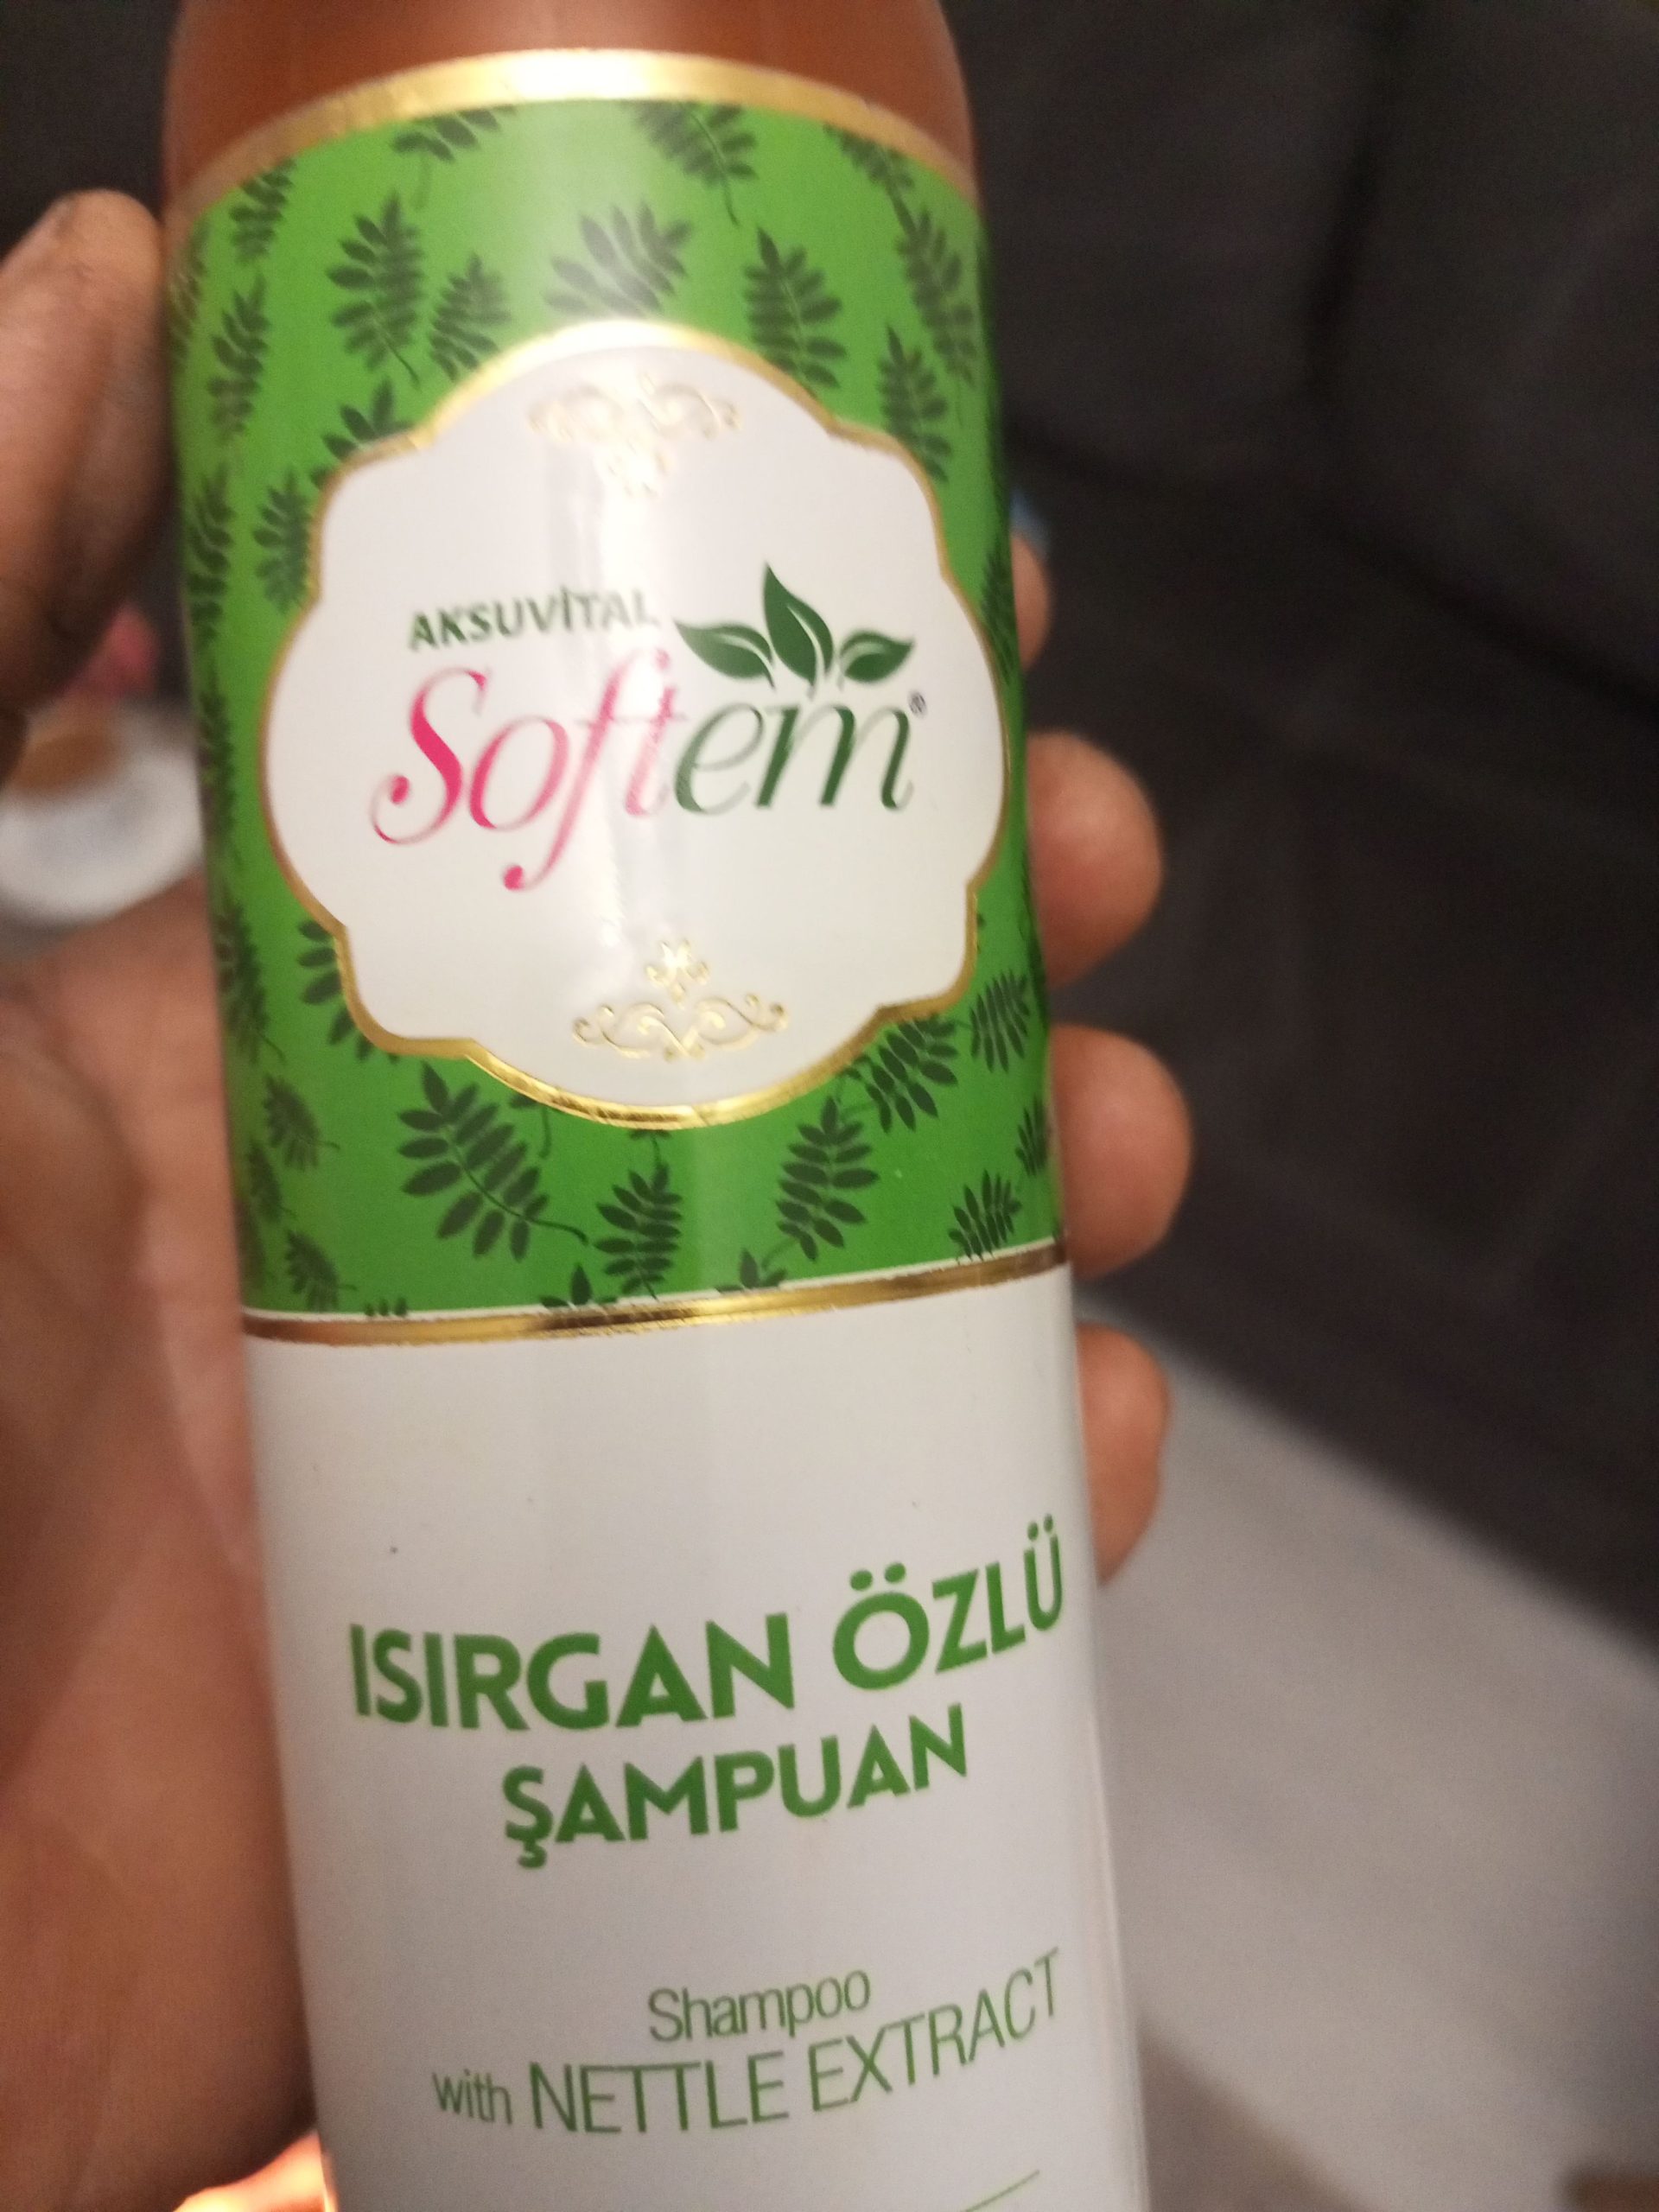 AKSUVİTAL
Softem®
ISIRGAN ÖZLÜ
ŞAMPUAN
Shampoo
with NETTLE EXTRACT